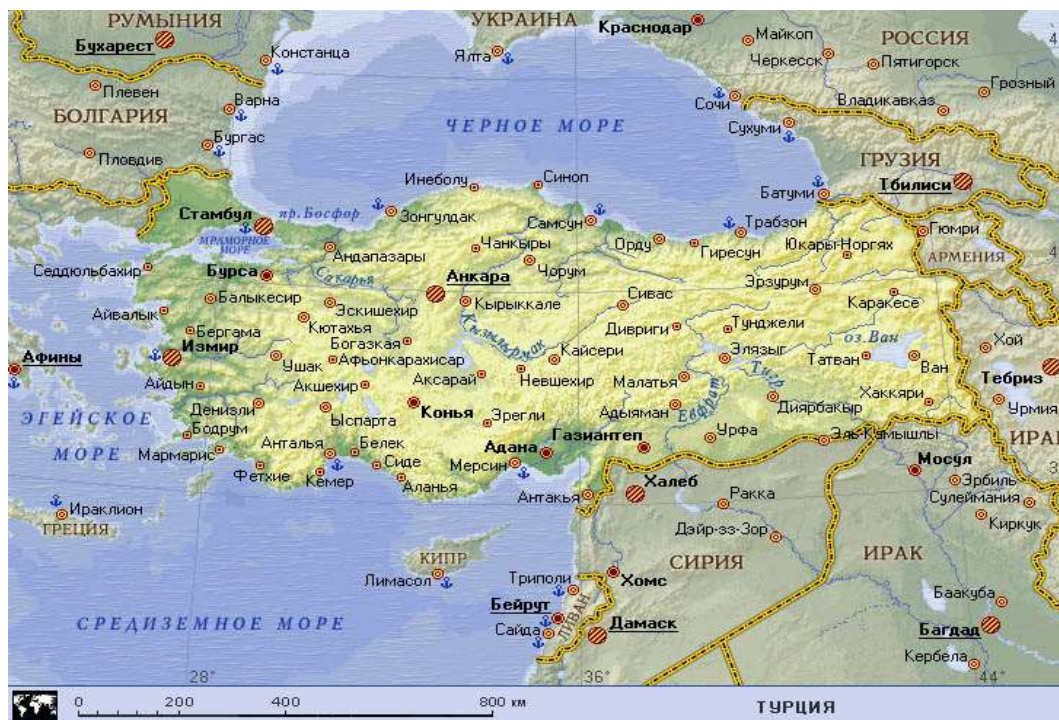 РУМЫНИЯ
УКРАИНА
Краснодар
Бухарест
Констанца
Ялта
Майкоп
РОССИЯ
Черкесск
Пятигорск
Плевен
Варна
Грозный
БОЛГАРИЯ
Сочи
Владикавказ
ЧЕРНОЕ МОРЕ
Сухуми
Бургас
Пловдив
ГРУЗИЯ
Инеболу
Синоп
Батуми
Тбилиси
Стамбул
пр. Босфор
Зонгулдак
Самсун
Трабзон
МРАМОРНОЕ
МОРЕ
Андапазары
Чанкыры
Орду
Гиресун
Юкары-Норгях
Гюмри
АРМЕНИЯ
Седдюльбахир
Бурса
Сакарья
Анкара
Чорум
Эрзурум
Балыкесир
Эскишехир
Кырыккале
Сивас
Каракесе
Айвалык
Кютахья
Бергама
Богазкая
Кызылырмак
Дивриги
Тунджели
оз. Ван
Хой
Афины
Измир
Ушак
Афьонкарахисар
Кайсери
Элязыг
Татван
Ван
Тебриз
Айдын
Акшехир
Аксарай
Невшехир
Малатья
Тигр
Хаккяри
Урмия
ЭГЕЙСКОЕ
МОРЕ
Денизли
Ыспарта
Конья
Эрегли
Адыяман
Евфрат
Диярбакыр
Бодрум
Анталья
Белек
Адана
Газиантеп
Урфа
Эль-Камышлы
ИРАН
Мармарис
Фетхие
Кемер
Сиде
Мерсин
Мосул
Аланья
Антакья
Халеб
Ракка
Эрбиль
Сулеймания
Ираклион
ГРЕЦИЯ
Дэйр-эз-Зор
Киркук
КИПР
СИРИЯ
ИРАК
Лимасол
Триполи
Хомс
Баакуба
СРЕДИЗЕМНОЕ МОРЕ
Бейрут
ЛИВАН
Сайда
Дамаск
Багдад
Кербела
28°
36°
44°
0 200 400 800 км
ТУРЦИЯ